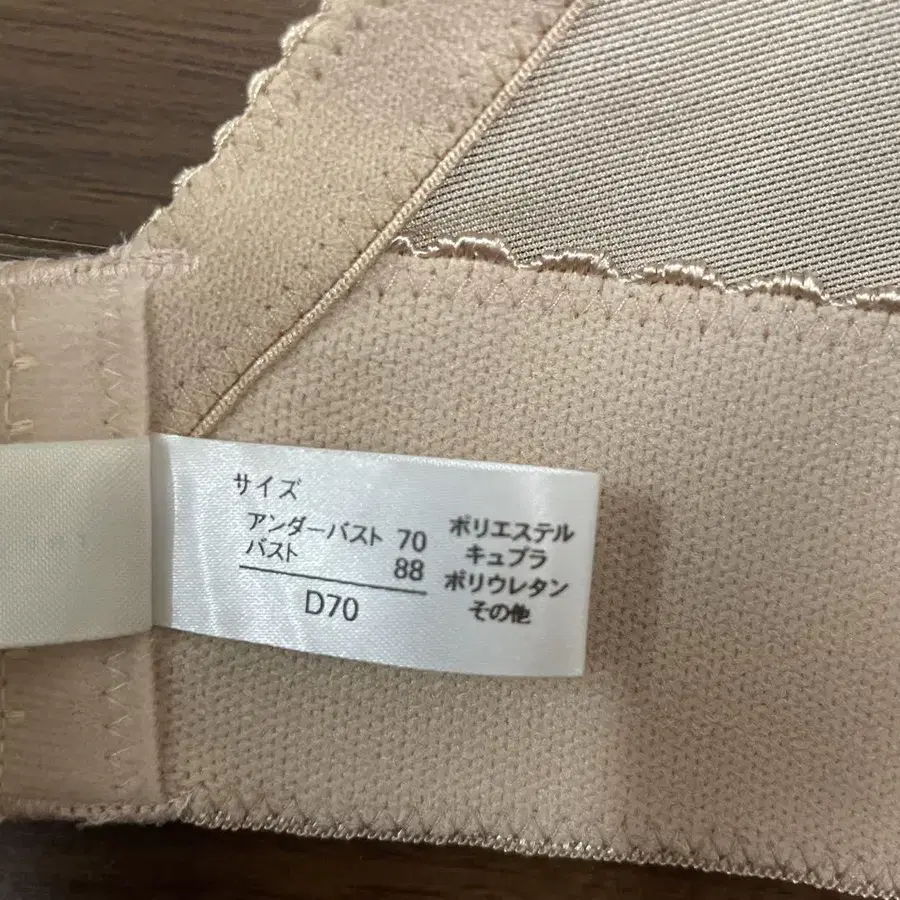 サイズ
アンダーバスト 70
バスト 88
D70
ポリエステル
キュプラ
ポリウレタン
その他